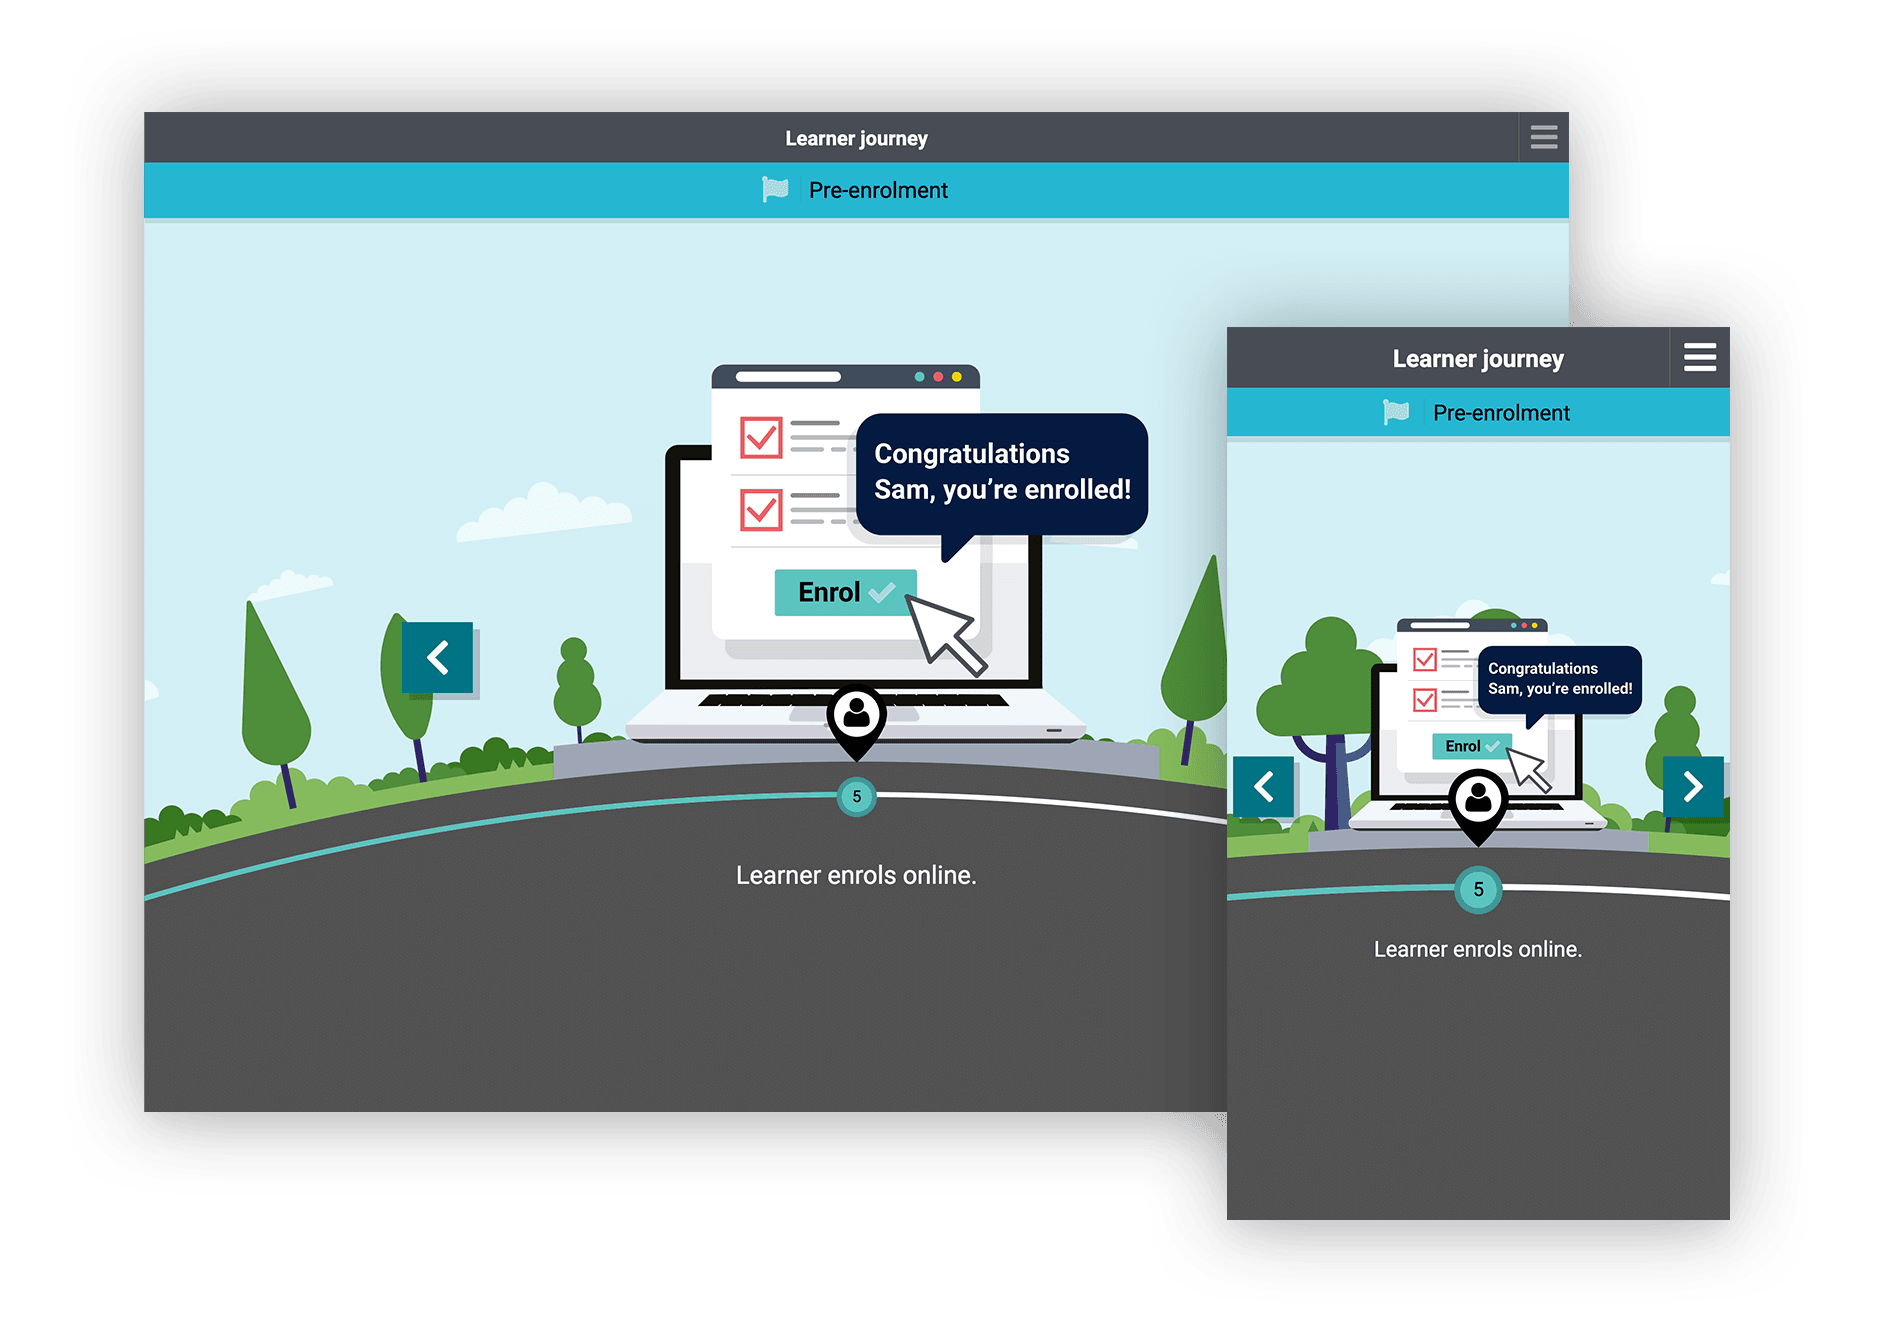 Learner journey
Pre-enrolment
Congratulations
Sam, you're enrolled!
Enrol
5
Learner enrols online.
Learner journey
Pre-enrolment
Congratulations
Sam, you're enrolled!
Enrol
5
Learner enrols online.